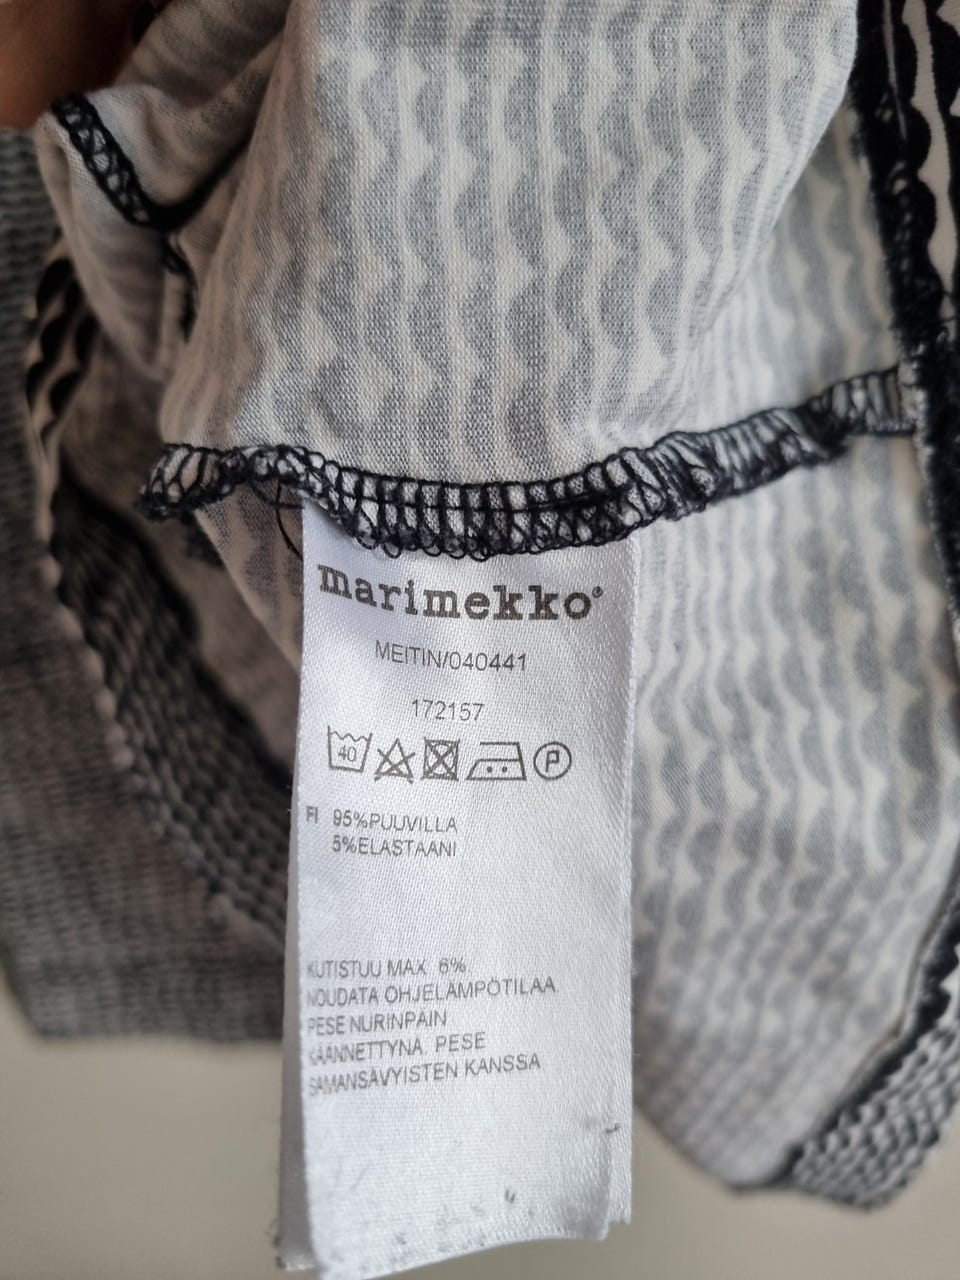 marimekko®
MEITIN/040441
172157
40 P
FI 95%PUUVILLA
5%ELASTAANI
KUTISTUU MAX 6%.
NOUDATA OHJELÄMPÖTILAA
PESE NURINPÄIN
KÄÄNNETTYNÄ. PESE
SAMANSÄVYISTEN KANSSA